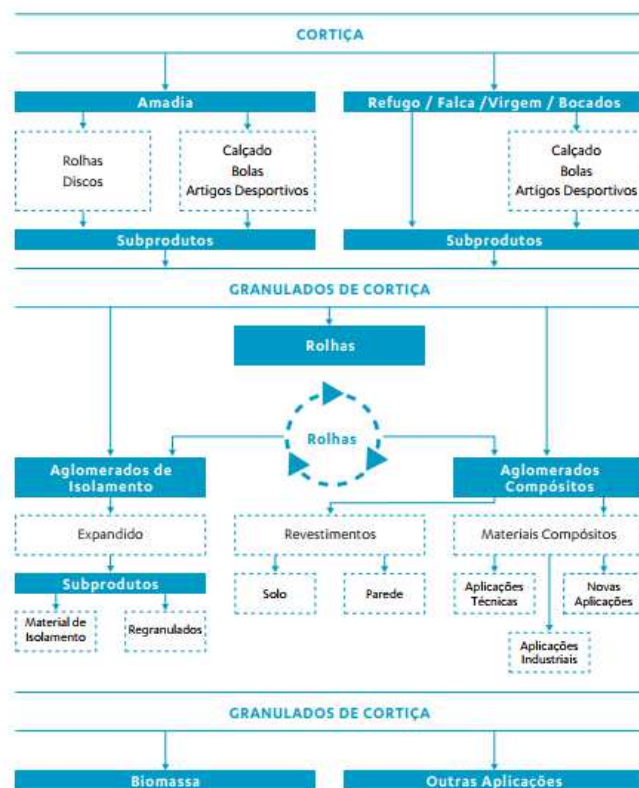 CORTIÇA
Amadia
Refugo / Falca /Virgem / Bocados
Rolhas
Discos
Calçado
Bolas
Artigos Desportivos
Calçado
Bolas
Artigos Desportivos
Subprodutos
Subprodutos
GRANULADOS DE CORTIÇA
Rolhas
Rolhas
Aglomerados de
Isolamento
Aglomerados
Compósitos
Expandido
Revestimentos
Materiais Compósitos
Subprodutos
Material de
Isolamento
Regranulados
Solo
Parede
Aplicações
Técnicas
Novas
Aplicações
Aplicações
Industriais
GRANULADOS DE CORTIÇA
Biomassa
Outras Aplicações